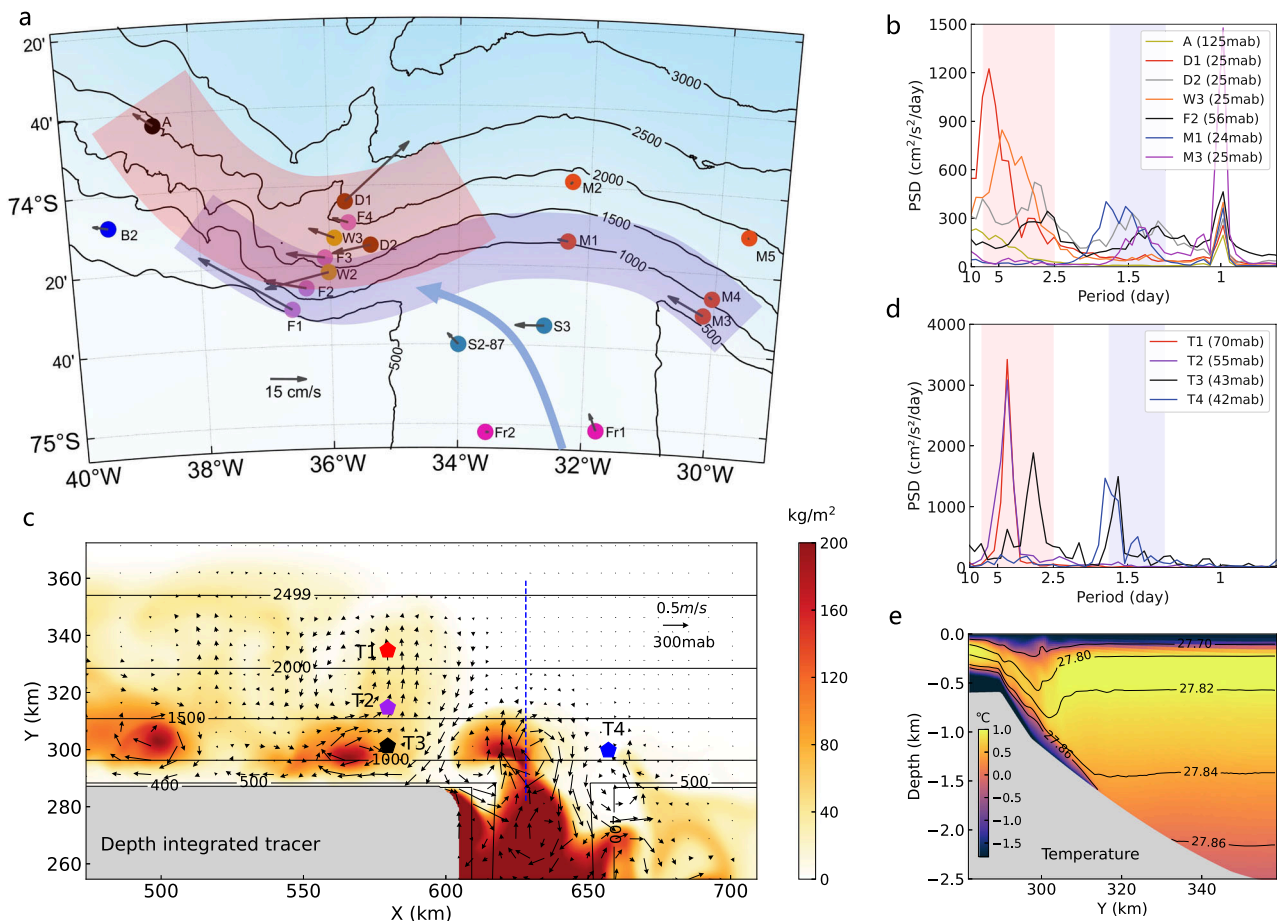 a
20'
40'
74°S
20'
40'
75°S
40°W
38°W
36°W
34°W
32°W
30°W
3000
2500
2000
1500
1000
500
500
A
B2
D1
F4
W3
D2
F3
W2
F2
F1
M2
M1
M5
M4
M3
S3
S2-87
Fr2
Fr1
15 cm/s
b
PSD (cm²/s²/day)
1500
1200
900
600
300
0
10
5
2.5
1.5
1
Period (day)
A (125mab)
D1 (25mab)
D2 (25mab)
W3 (25mab)
F2 (56mab)
M1 (24mab)
M3 (25mab)
c
kg/m²
200
160
120
80
40
0
Y (km)
360
340
320
300
280
260
500
550
600
650
700
X (km)
2499
2000
1500
1000
500
400
500
400
0.5m/s
300mab
T1
T2
T3
T4
Depth integrated tracer
d
PSD (cm²/s²/day)
4000
3000
2000
1000
0
10
5
2.5
1.5
1
Period (day)
T1 (70mab)
T2 (55mab)
T3 (43mab)
T4 (42mab)
e
Depth (km)
0.0
−0.5
−1.0
−1.5
−2.0
−2.5
300
320
340
Y (km)
27.70
27.80
27.82
27.86
27.84
27.86
°C
1.0
0.5
0.0
−0.5
−1.0
−1.5
Temperature